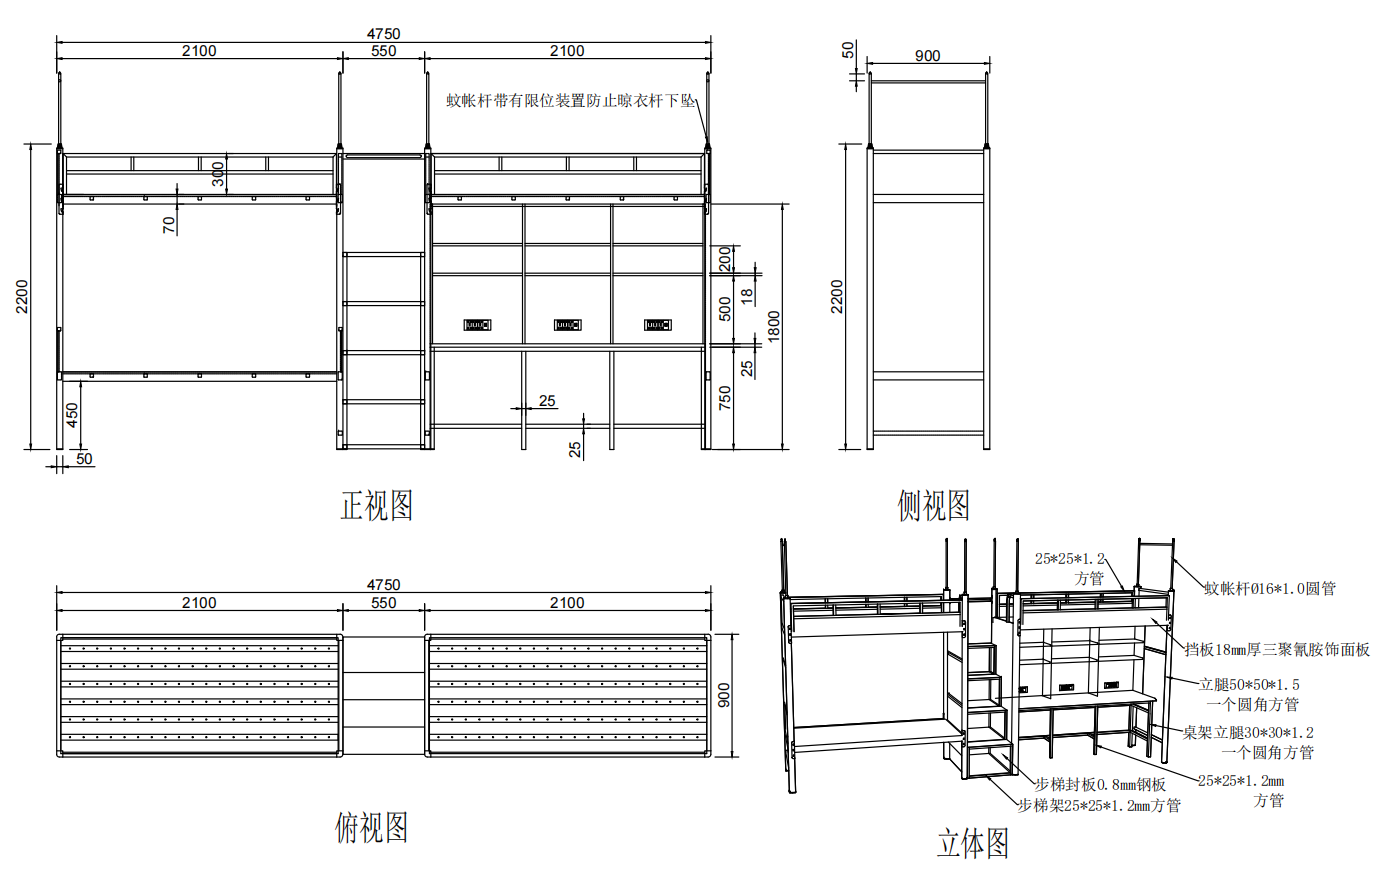 4750
2100
550
2100
蚊帐杆带有限位装置防止晾衣杆下坠
300
70
2200
450
50
25
25
200
18
500
1800
25
750
正视图
50
900
2200
侧视图
4750
2100
550
2100
900
俯视图
25*25*1.2
方管
蚊帐杆Ø16*1.0圆管
挡板18mm厚三聚氰胺饰面板
立腿50*50*1.5
一个圆角方管
桌架立腿30*30*1.2
一个圆角方管
25*25*1.2mm
方管
步梯封板0.8mm钢板
步梯架25*25*1.2mm方管
立体图